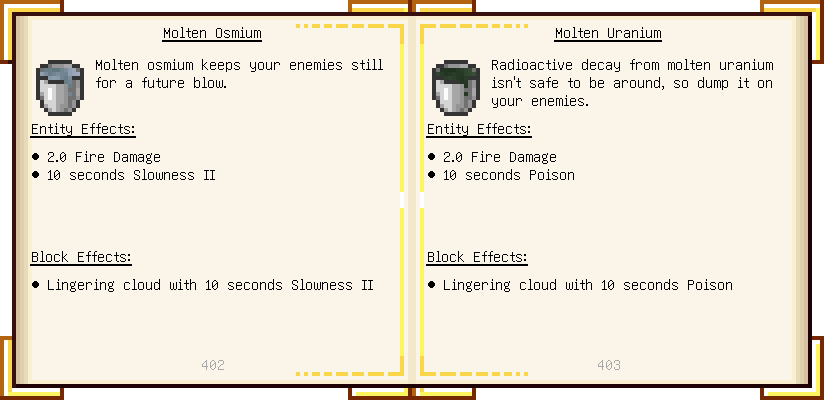 Molten Osmium
Molten osmium keeps your enemies still
for a future blow.
Entity Effects:
● 2.0 Fire Damage
● 10 seconds Slowness II
Block Effects:
● Lingering cloud with 10 seconds Slowness II
402
Molten Uranium
Radioactive decay from molten uranium
isn't safe to be around, so dump it on
your enemies.
Entity Effects:
● 2.0 Fire Damage
● 10 seconds Poison
Block Effects:
● Lingering cloud with 10 seconds Poison
403